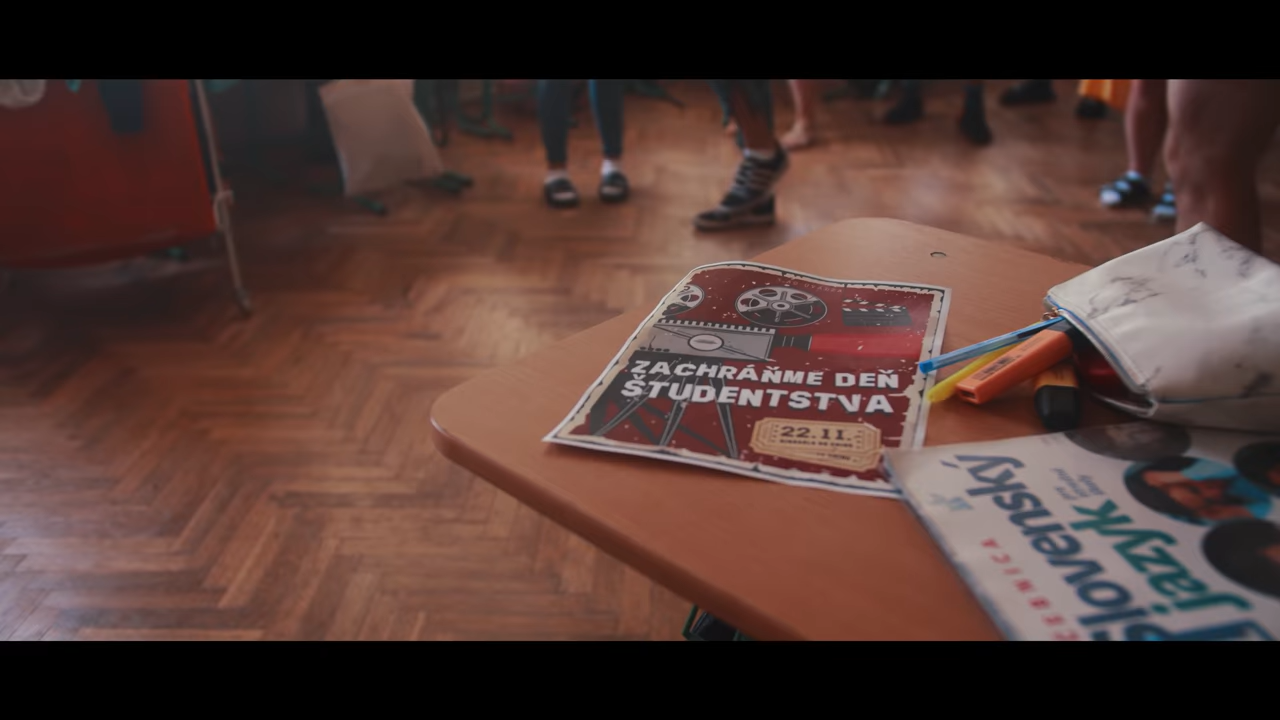 ZACHRÁŇME DEŇ
ŠTUDENTSTVA
22.11.
Slovenský
jazyk